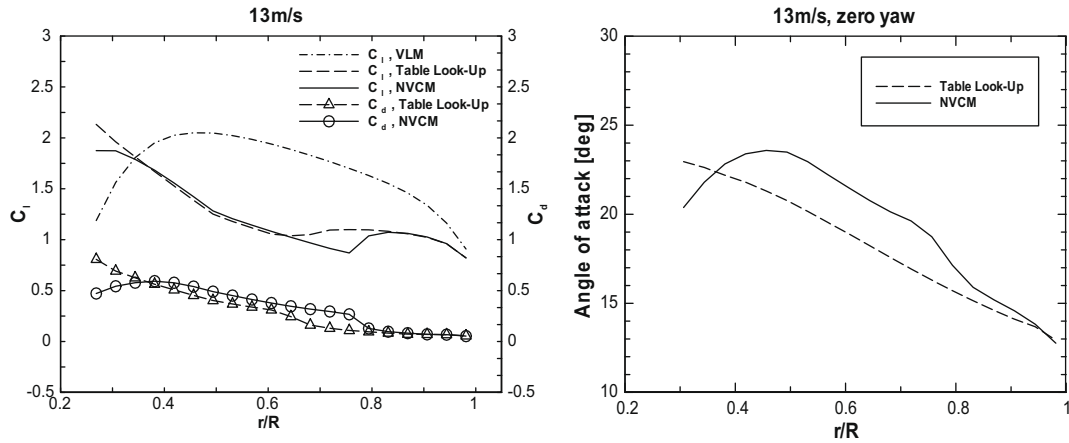 13m/s
3
2.5
2
1.5
1
0.5
0
-0.5
C_l
C_l , VLM
C_l , Table Look-Up
C_l , NVCM
C_d , Table Look-Up
C_d , NVCM
3
2.5
2
1.5
1
0.5
0
-0.5
C_d
0.2 0.4 0.6 0.8 1
r/R
13m/s, zero yaw
30
25
20
15
10
Angle of attack [deg]
Table Look-Up
NVCM
0.2 0.4 0.6 0.8 1
r/R